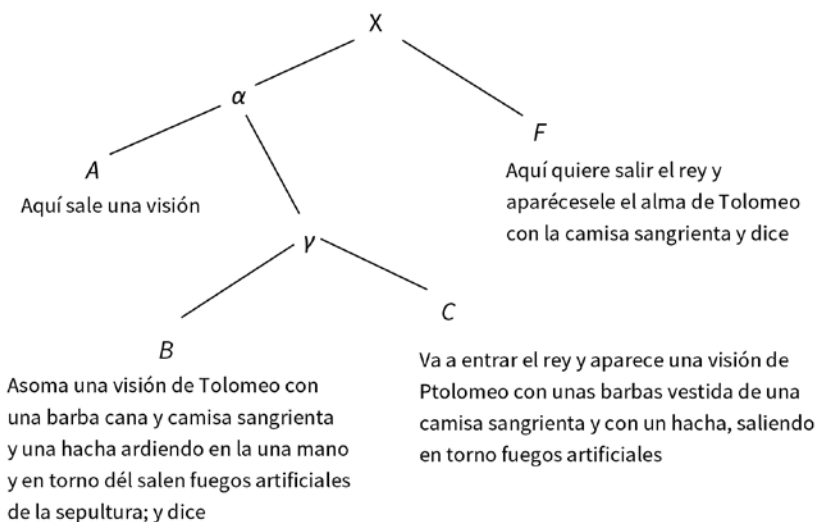 X
α
A
Aquí sale una visión
F
Aquí quiere salir el rey y
aparécesele el alma de Tolomeo
con la camisa sangrienta y dice
γ
B
Asoma una visión de Tolomeo con
una barba cana y camisa sangrienta
y una hacha ardiendo en la una mano
y en torno dél salen fuegos artificiales
de la sepultura; y dice
C
Va a entrar el rey y aparece una visión de
Ptolomeo con unas barbas vestida de una
camisa sangrienta y con un hacha, saliendo
en torno fuegos artificiales